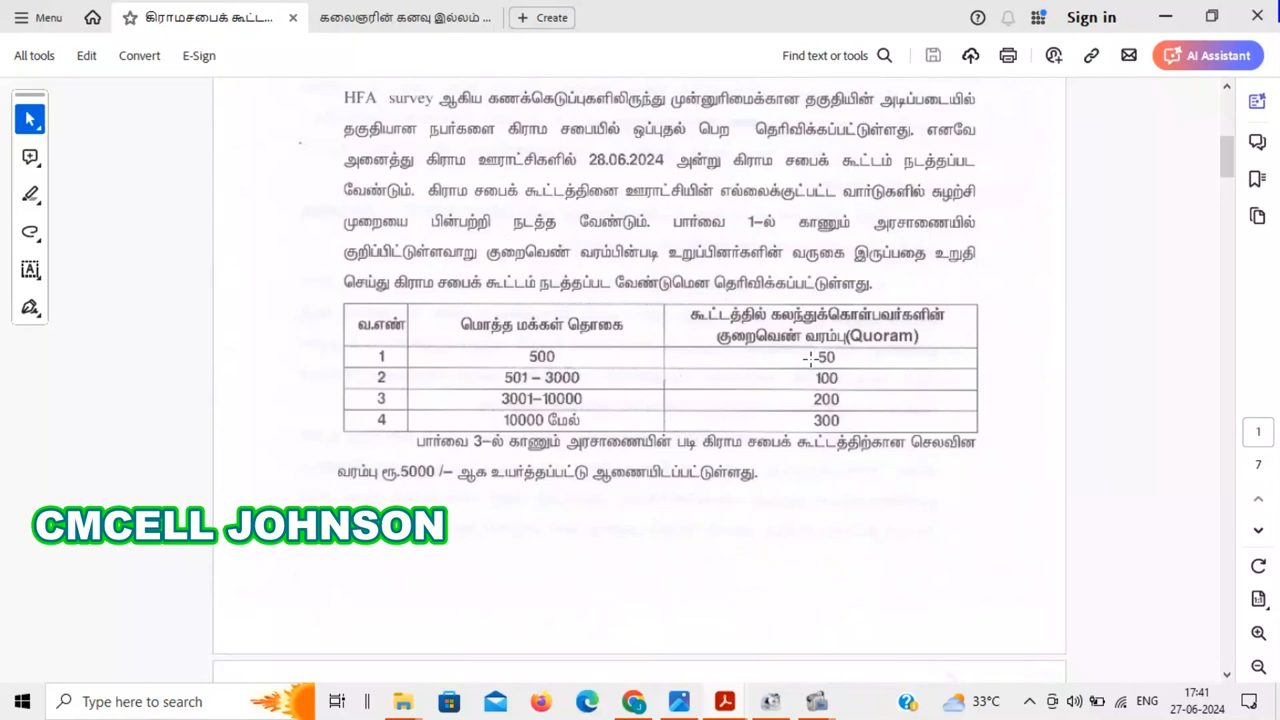 Menu
கிராமசபைக் கூட்ட...
கலைஞரின் கனவு இல்லம் ...
Create
Sign in
All tools
Edit
Convert
E-Sign
Find text or tools
AI Assistant
HFA survey ஆகிய கணக்கெடுப்புகளிலிருந்து முன்னுரிமைக்கான தகுதியின் அடிப்படையில்
தகுதியான நபர்களை கிராம சபையில் ஒப்புதல் பெற தெரிவிக்கப்பட்டுள்ளது. எனவே
அனைத்து கிராம ஊராட்சிகளில் 28.06.2024 அன்று கிராம சபைக் கூட்டம் நடத்தப்பட
வேண்டும். கிராம சபைக் கூட்டத்தினை ஊராட்சியின் எல்லைக்குட்பட்ட வார்டுகளில் சுழற்சி
முறையை பின்பற்றி நடத்த வேண்டும். பார்வை 1-ல் காணும் அரசாணையில்
குறிப்பிட்டுள்ளவாறு குறைவெண் வரம்பின்படி உறுப்பினர்களின் வருகை இருப்பதை உறுதி
செய்து கிராம சபைக் கூட்டம் நடத்தப்பட வேண்டுமென தெரிவிக்கப்பட்டுள்ளது.
வ.எண் மொத்த மக்கள் தொகை கூட்டத்தில் கலந்துக்கொள்பவர்களின்
குறைவெண் வரம்பு(Quoram)
1 500 50
2 501 – 3000 100
3 3001–10000 200
4 10000 மேல் 300
பார்வை 3-ல் காணும் அரசாணையின் படி கிராம சபைக் கூட்டத்திற்கான செலவின
வரம்பு ரூ.5000 /– ஆக உயர்த்தப்பட்டு ஆணையிடப்பட்டுள்ளது.
1
7
CMCELL JOHNSON
Type here to search
33°C
ENG
17:41
27-06-2024